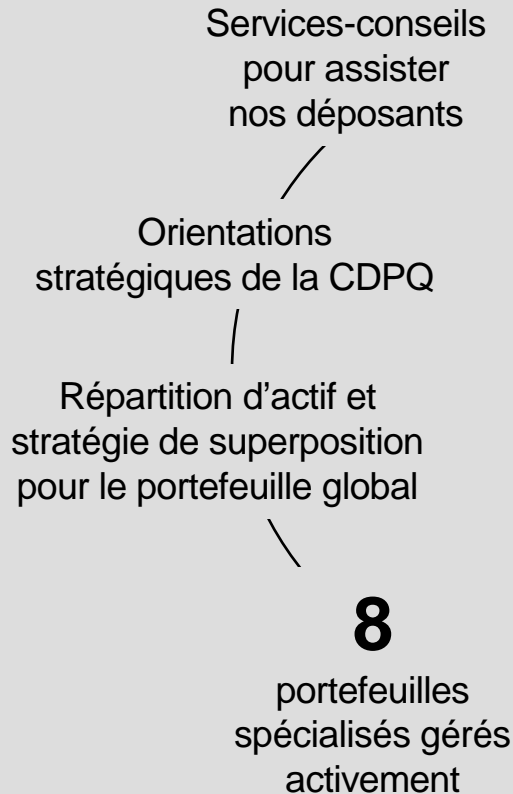 Services-conseils
pour assister
nos déposants
Orientations
stratégiques de la CDPQ
Répartition d'actif et
stratégie de superposition
pour le portefeuille global
8
portefeuilles
spécialisés gérés
activement